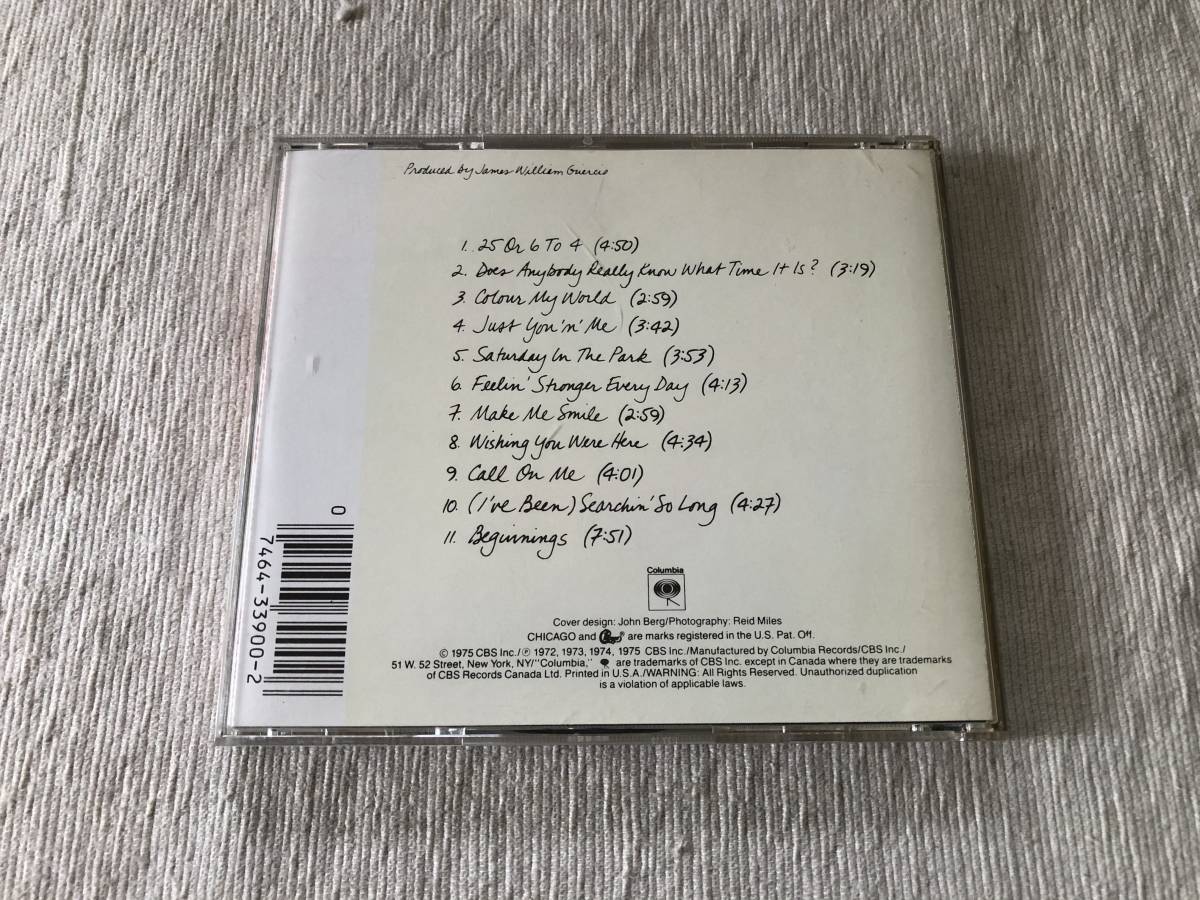 Produced by James William Guercio
1. 25 Or 6 To 4 (4:50)
2. Does Anybody Really Know What Time It Is? (3:19)
3. Colour My World (2:59)
4. Just You 'n' Me (3:42)
5. Saturday In The Park (3:53)
6. Feelin' Stronger Every Day (4:13)
7. Make Me Smile (2:59)
8. Wishing You Were Here (4:34)
9. Call On Me (4:01)
10. (I've Been) Searchin' So Long (4:27)
11. Beginnings (7:51)
Columbia
Cover design: John Berg/Photography: Reid Miles
CHICAGO and Chicago® are marks registered in the U.S. Pat. Off.
© 1975 CBS Inc./℗ 1972, 1973, 1974, 1975 CBS Inc./Manufactured by Columbia Records/CBS Inc./
51 W. 52 Street, New York, NY/"Columbia," are trademarks of CBS Inc. except in Canada where they are trademarks
of CBS Records Canada Ltd. Printed in U.S.A./WARNING: All Rights Reserved. Unauthorized duplication
is a violation of applicable laws.
0
7464-33900-2